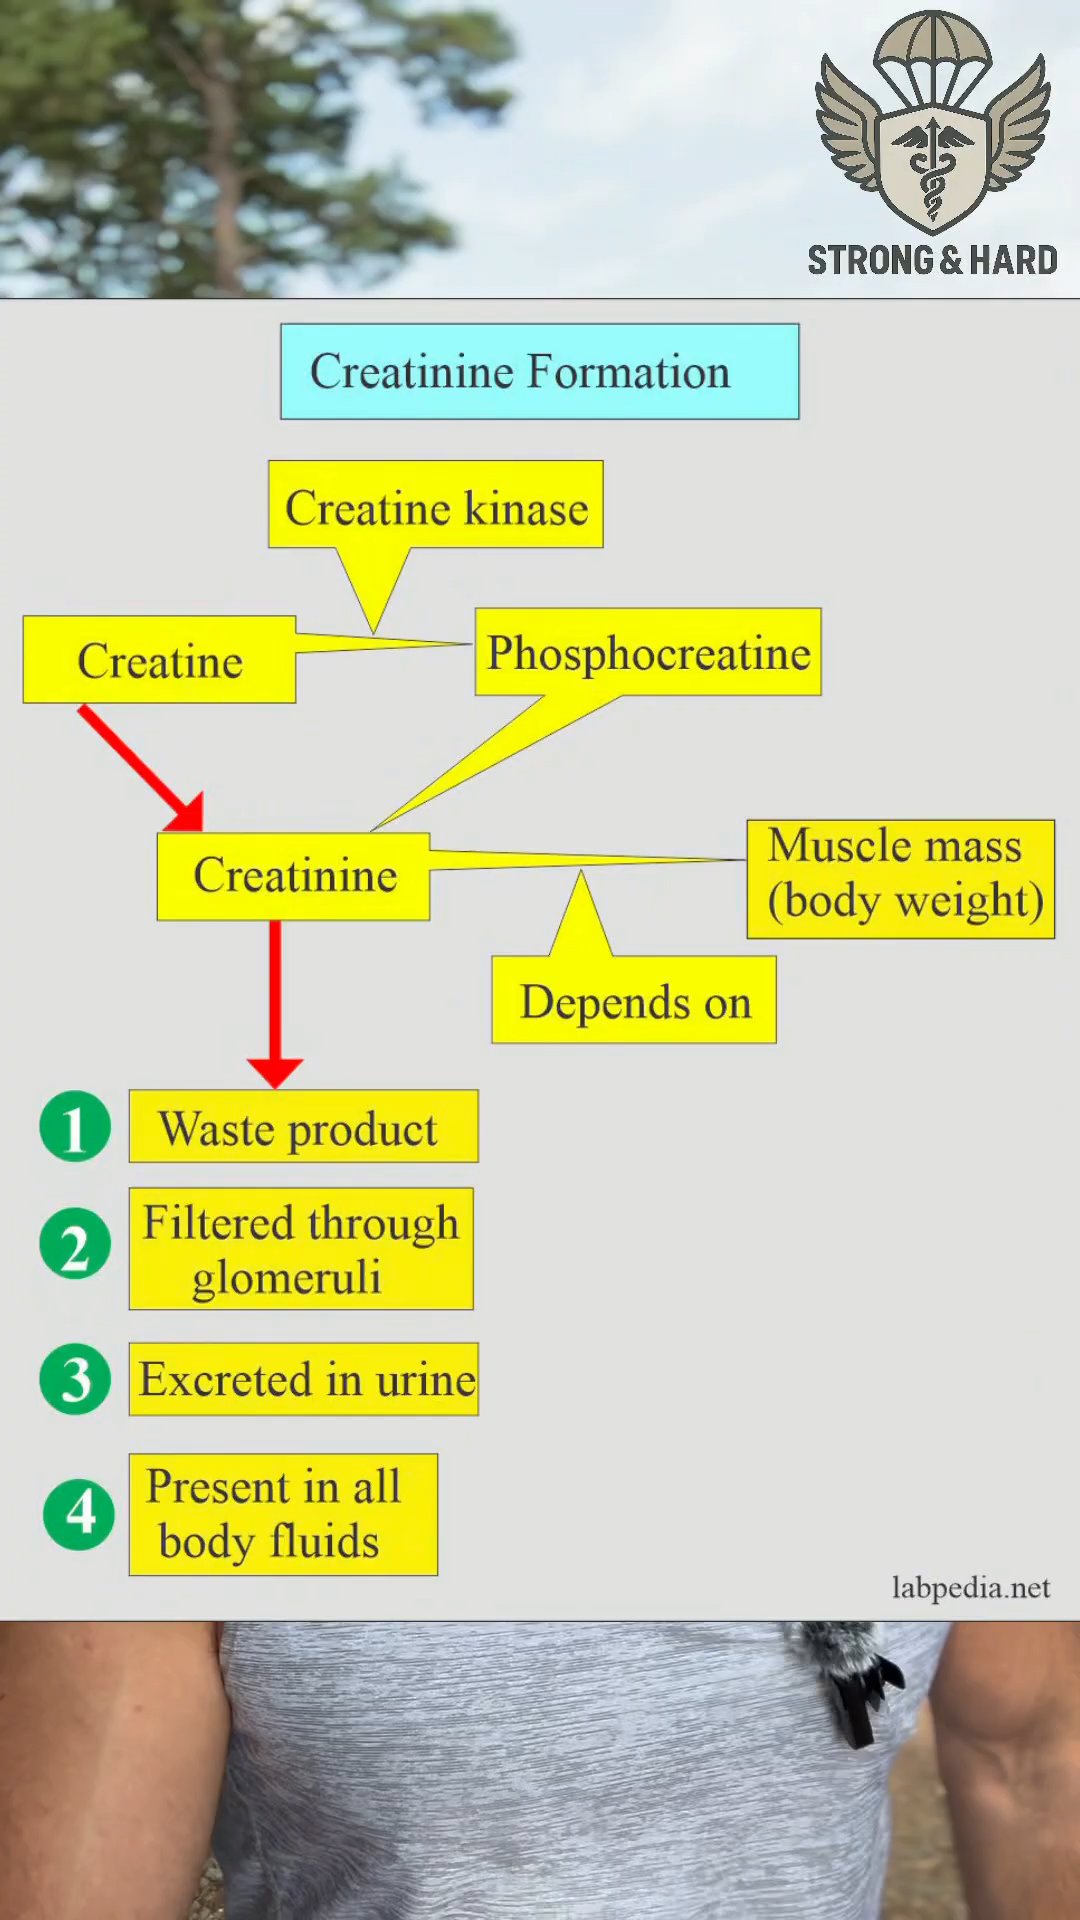 STRONG & HARD
Creatinine Formation
Creatine kinase
Creatine
Phosphocreatine
Creatinine
Muscle mass
(body weight)
Depends on
1 Waste product
2 Filtered through
glomeruli
3 Excreted in urine
4 Present in all
body fluids
labpedia.net